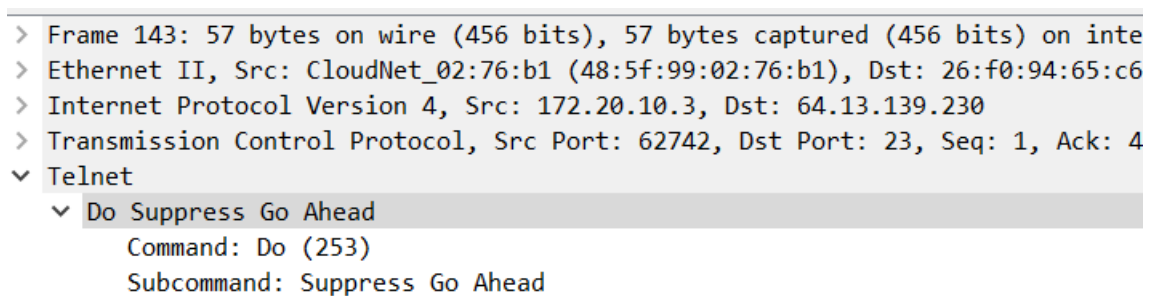 > Frame 143: 57 bytes on wire (456 bits), 57 bytes captured (456 bits) on inte
> Ethernet II, Src: CloudNet_02:76:b1 (48:5f:99:02:76:b1), Dst: 26:f0:94:65:c6
> Internet Protocol Version 4, Src: 172.20.10.3, Dst: 64.13.139.230
> Transmission Control Protocol, Src Port: 62742, Dst Port: 23, Seq: 1, Ack: 4
Telnet
Do Suppress Go Ahead
Command: Do (253)
Subcommand: Suppress Go Ahead